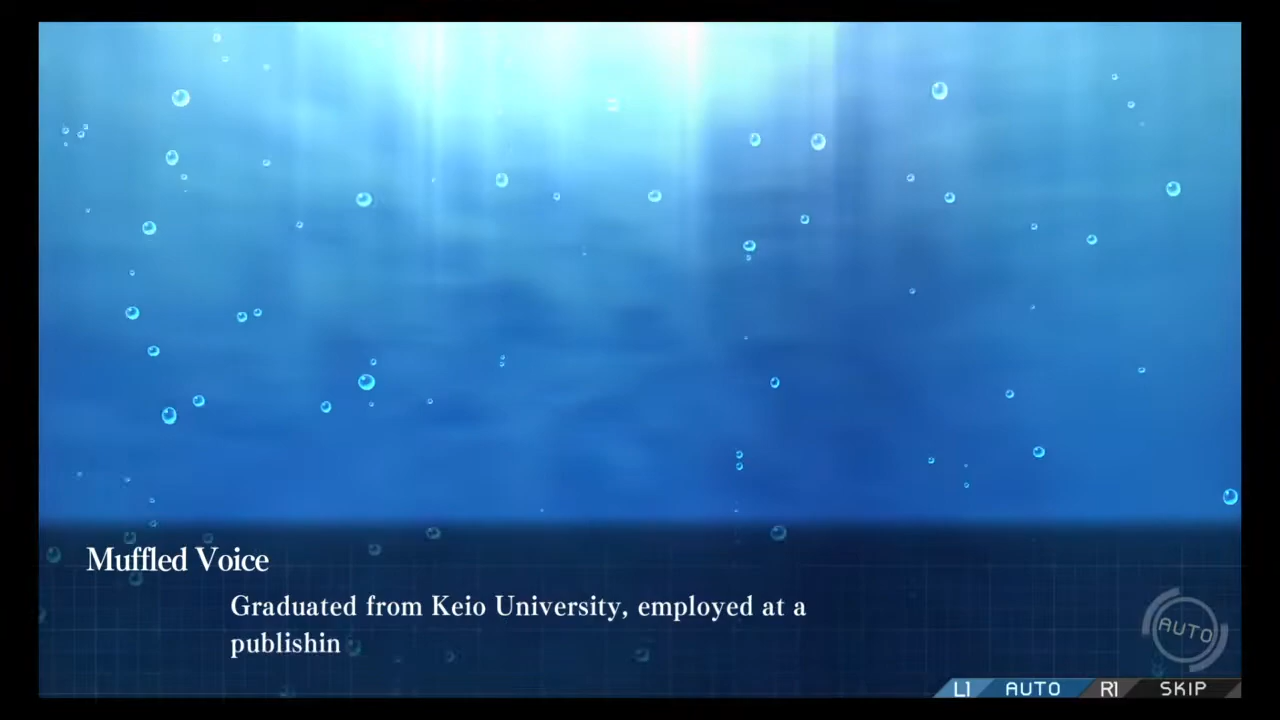 Muffled Voice
Graduated from Keio University, employed at a
publishin
AUTO
L1 AUTO R1 SKIP